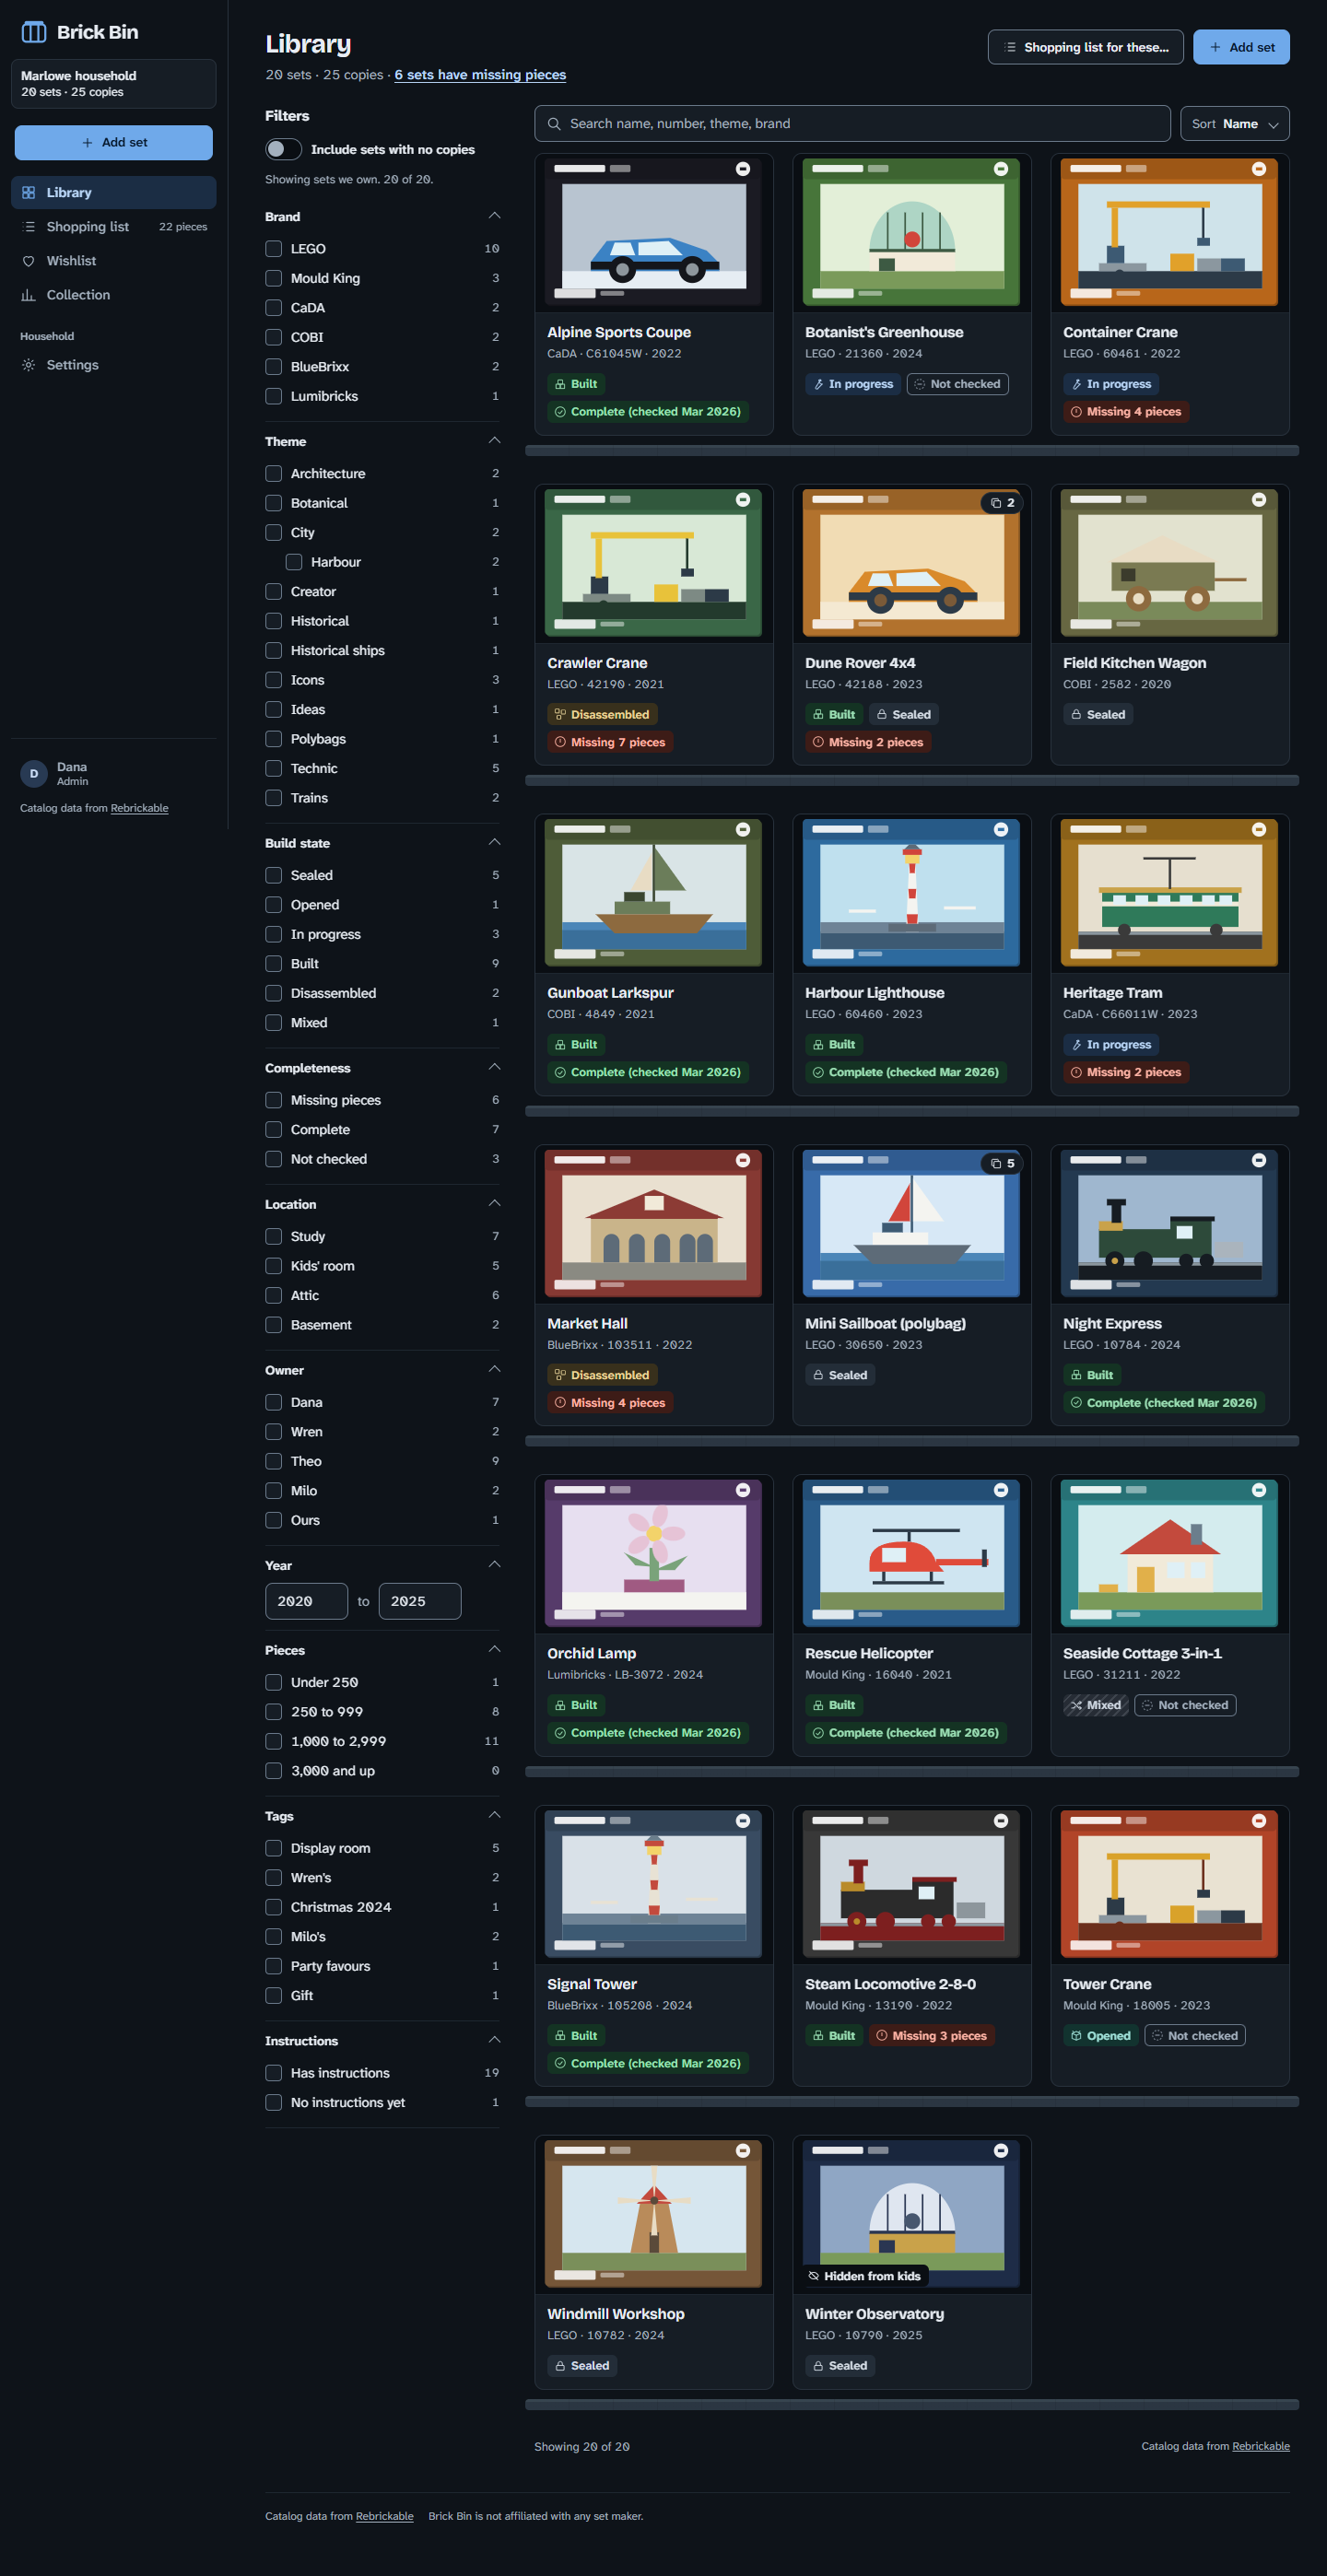 Brick Bin
Marlowe household
20 sets · 25 copies
Add set
Library
Shopping list 22 pieces
Wishlist
Collection
Household
Settings
D
Dana
Admin
Catalog data from Rebrickable
Library
20 sets · 25 copies · 6 sets have missing pieces
Shopping list for these...
Add set
Filters
Include sets with no copies
Showing sets we own. 20 of 20.
Brand
LEGO 10
Mould King 3
CaDA 2
COBI 2
BlueBrixx 2
Lumibricks 1
Theme
Architecture 2
Botanical 1
City 2
Harbour 2
Creator 1
Historical 1
Historical ships 1
Icons 3
Ideas 1
Polybags 1
Technic 5
Trains 2
Build state
Sealed 5
Opened 1
In progress 3
Built 9
Disassembled 2
Mixed 1
Completeness
Missing pieces 6
Complete 7
Not checked 3
Location
Study 7
Kids' room 5
Attic 6
Basement 2
Owner
Dana 7
Wren 2
Theo 9
Milo 2
Ours 1
Year
2020 to 2025
Pieces
Under 250 1
250 to 999 8
1,000 to 2,999 11
3,000 and up 0
Tags
Display room 5
Wren's 2
Christmas 2024 1
Milo's 2
Party favours 1
Gift 1
Instructions
Has instructions 19
No instructions yet 1
Search name, number, theme, brand
Sort Name
Alpine Sports Coupe
CaDA · C61045W · 2022
Built
Complete (checked Mar 2026)
Botanist's Greenhouse
LEGO · 21360 · 2024
In progress Not checked
Container Crane
LEGO · 60461 · 2022
In progress
Missing 4 pieces
Crawler Crane
LEGO · 42190 · 2021
Disassembled
Missing 7 pieces
2
Dune Rover 4x4
LEGO · 42188 · 2023
Built Sealed
Missing 2 pieces
Field Kitchen Wagon
COBI · 2582 · 2020
Sealed
Gunboat Larkspur
COBI · 4849 · 2021
Built
Complete (checked Mar 2026)
Harbour Lighthouse
LEGO · 60460 · 2023
Built
Complete (checked Mar 2026)
Heritage Tram
CaDA · C66011W · 2023
In progress
Missing 2 pieces
Market Hall
BlueBrixx · 103511 · 2022
Disassembled
Missing 4 pieces
5
Mini Sailboat (polybag)
LEGO · 30650 · 2023
Sealed
Night Express
LEGO · 10784 · 2024
Built
Complete (checked Mar 2026)
Orchid Lamp
Lumibricks · LB-3072 · 2024
Built
Complete (checked Mar 2026)
Rescue Helicopter
Mould King · 16040 · 2021
Built
Complete (checked Mar 2026)
Seaside Cottage 3-in-1
LEGO · 31211 · 2022
Mixed Not checked
Signal Tower
BlueBrixx · 105208 · 2024
Built
Complete (checked Mar 2026)
Steam Locomotive 2-8-0
Mould King · 13190 · 2022
Built Missing 3 pieces
Tower Crane
Mould King · 18005 · 2023
Opened Not checked
Windmill Workshop
LEGO · 10782 · 2024
Sealed
Hidden from kids
Winter Observatory
LEGO · 10790 · 2025
Sealed
Showing 20 of 20
Catalog data from Rebrickable
Catalog data from Rebrickable Brick Bin is not affiliated with any set maker.